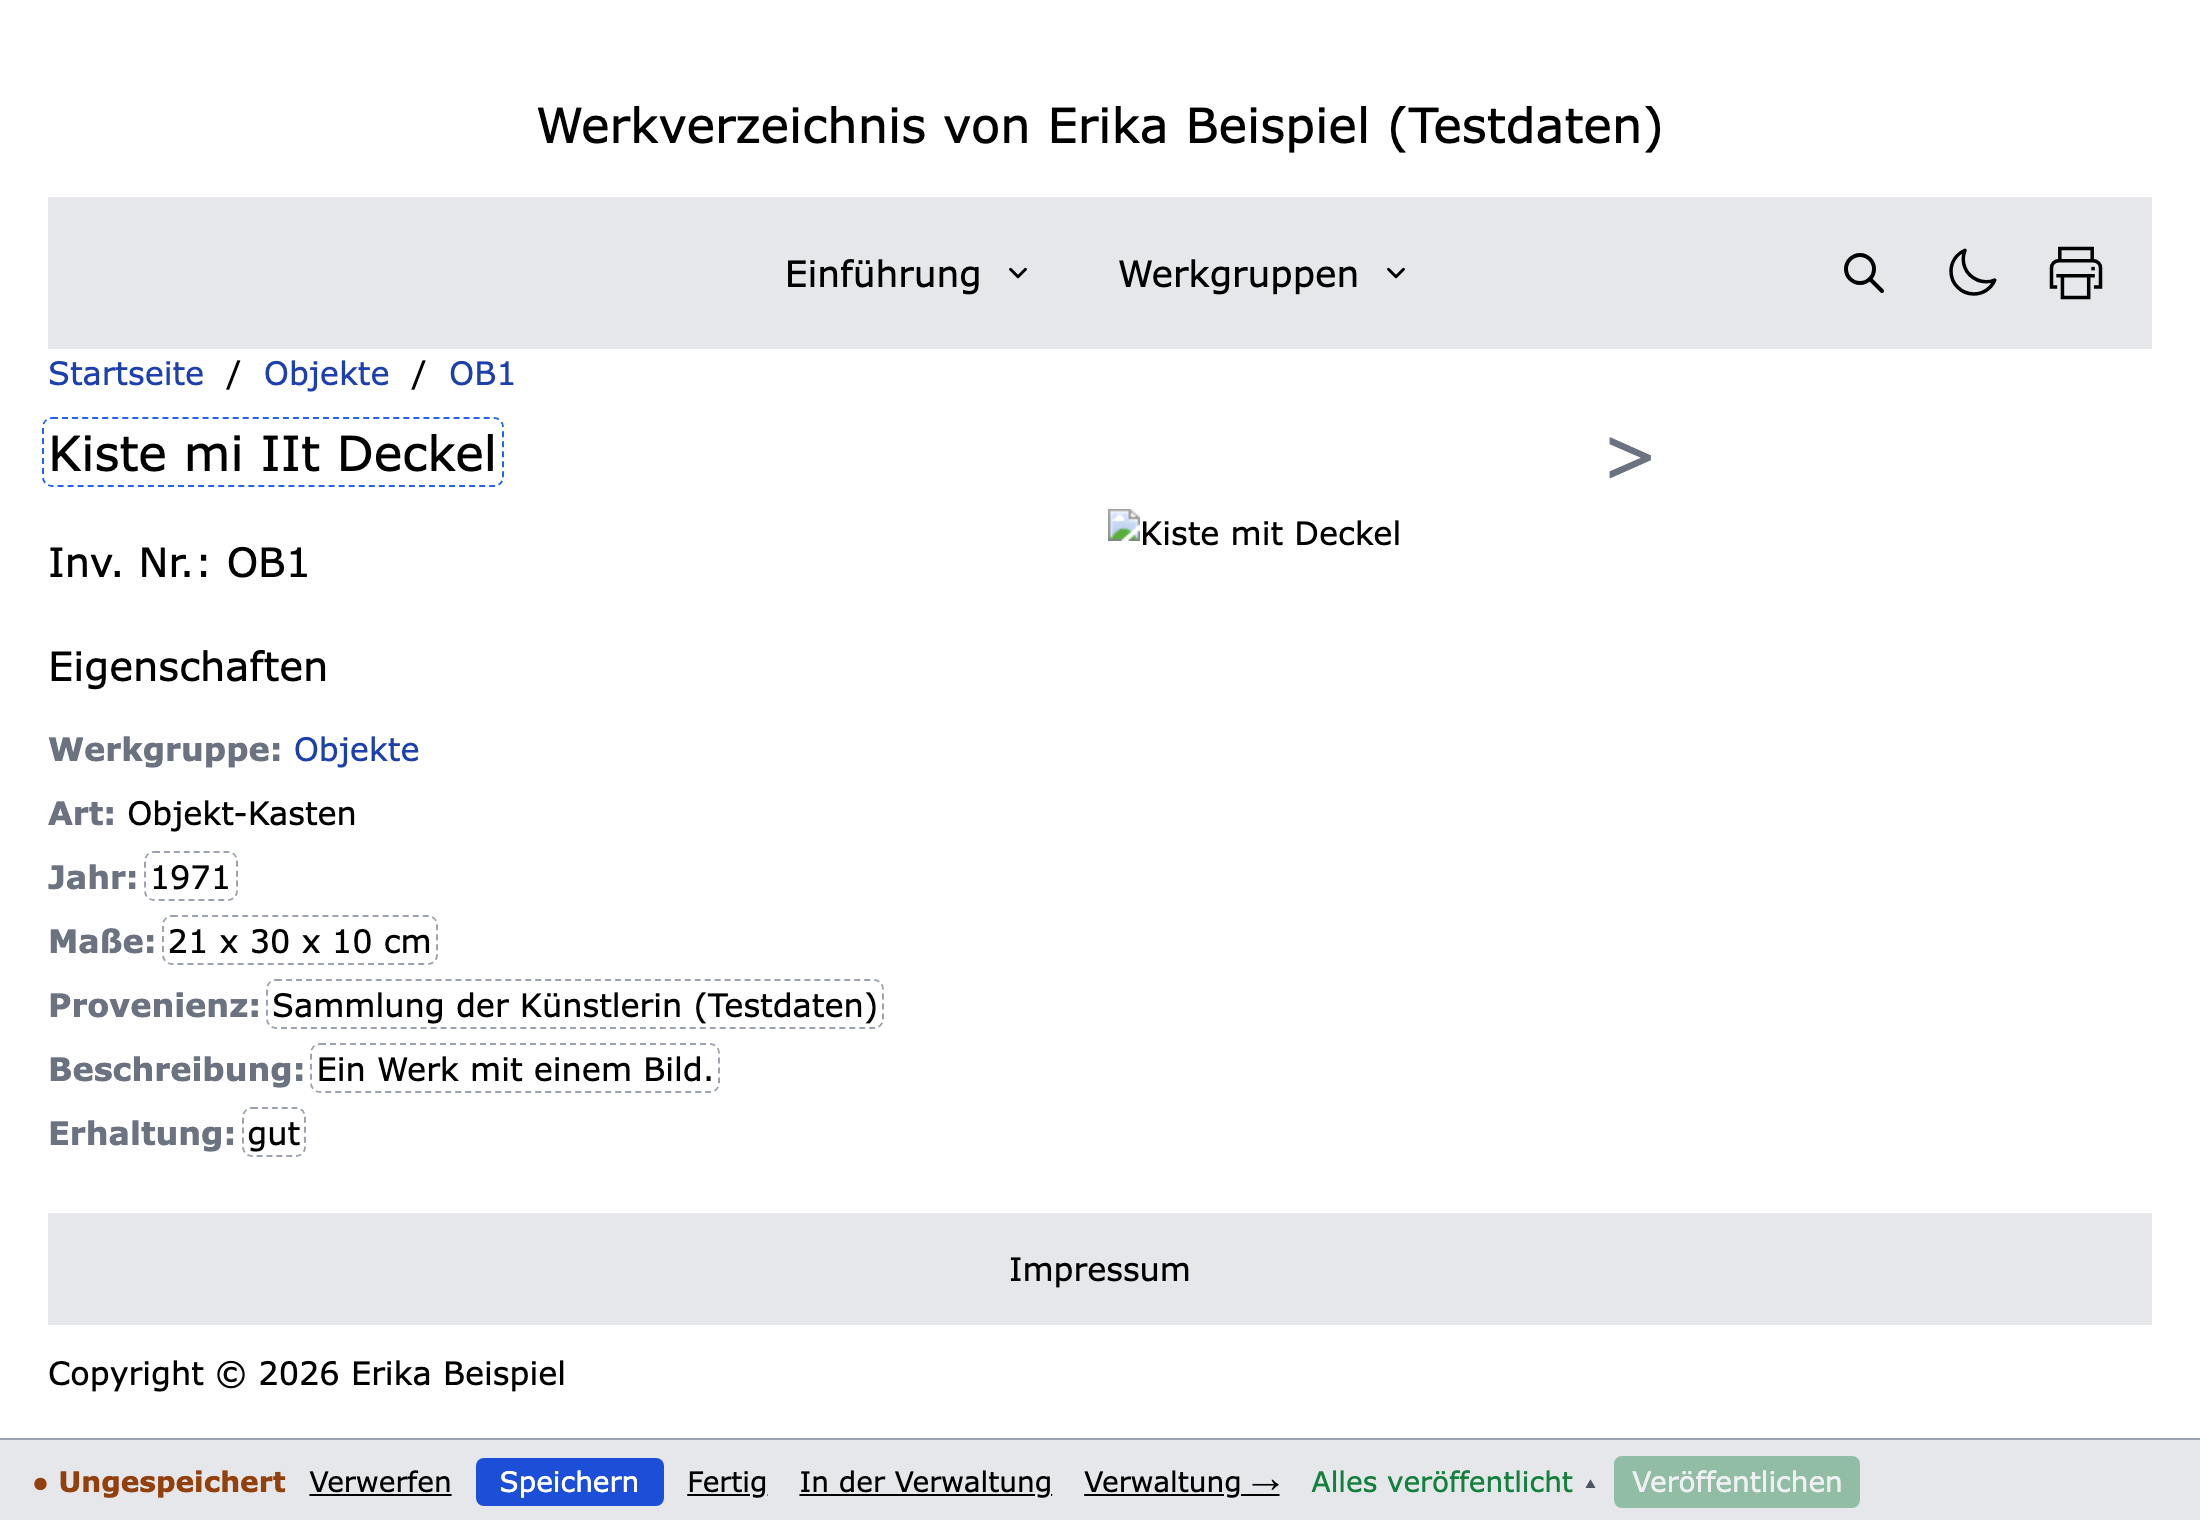 Werkverzeichnis von Erika Beispiel (Testdaten)
Einführung Werkgruppen
Startseite / Objekte / OB1
Kiste mi IIt Deckel
>
Kiste mit Deckel
Inv. Nr.: OB1
Eigenschaften
Werkgruppe: Objekte
Art: Objekt-Kasten
Jahr: 1971
Maße: 21 x 30 x 10 cm
Provenienz: Sammlung der Künstlerin (Testdaten)
Beschreibung: Ein Werk mit einem Bild.
Erhaltung: gut
Impressum
Copyright © 2026 Erika Beispiel
● Ungespeichert Verwerfen Speichern Fertig In der Verwaltung Verwaltung → Alles veröffentlicht ▴ Veröffentlichen